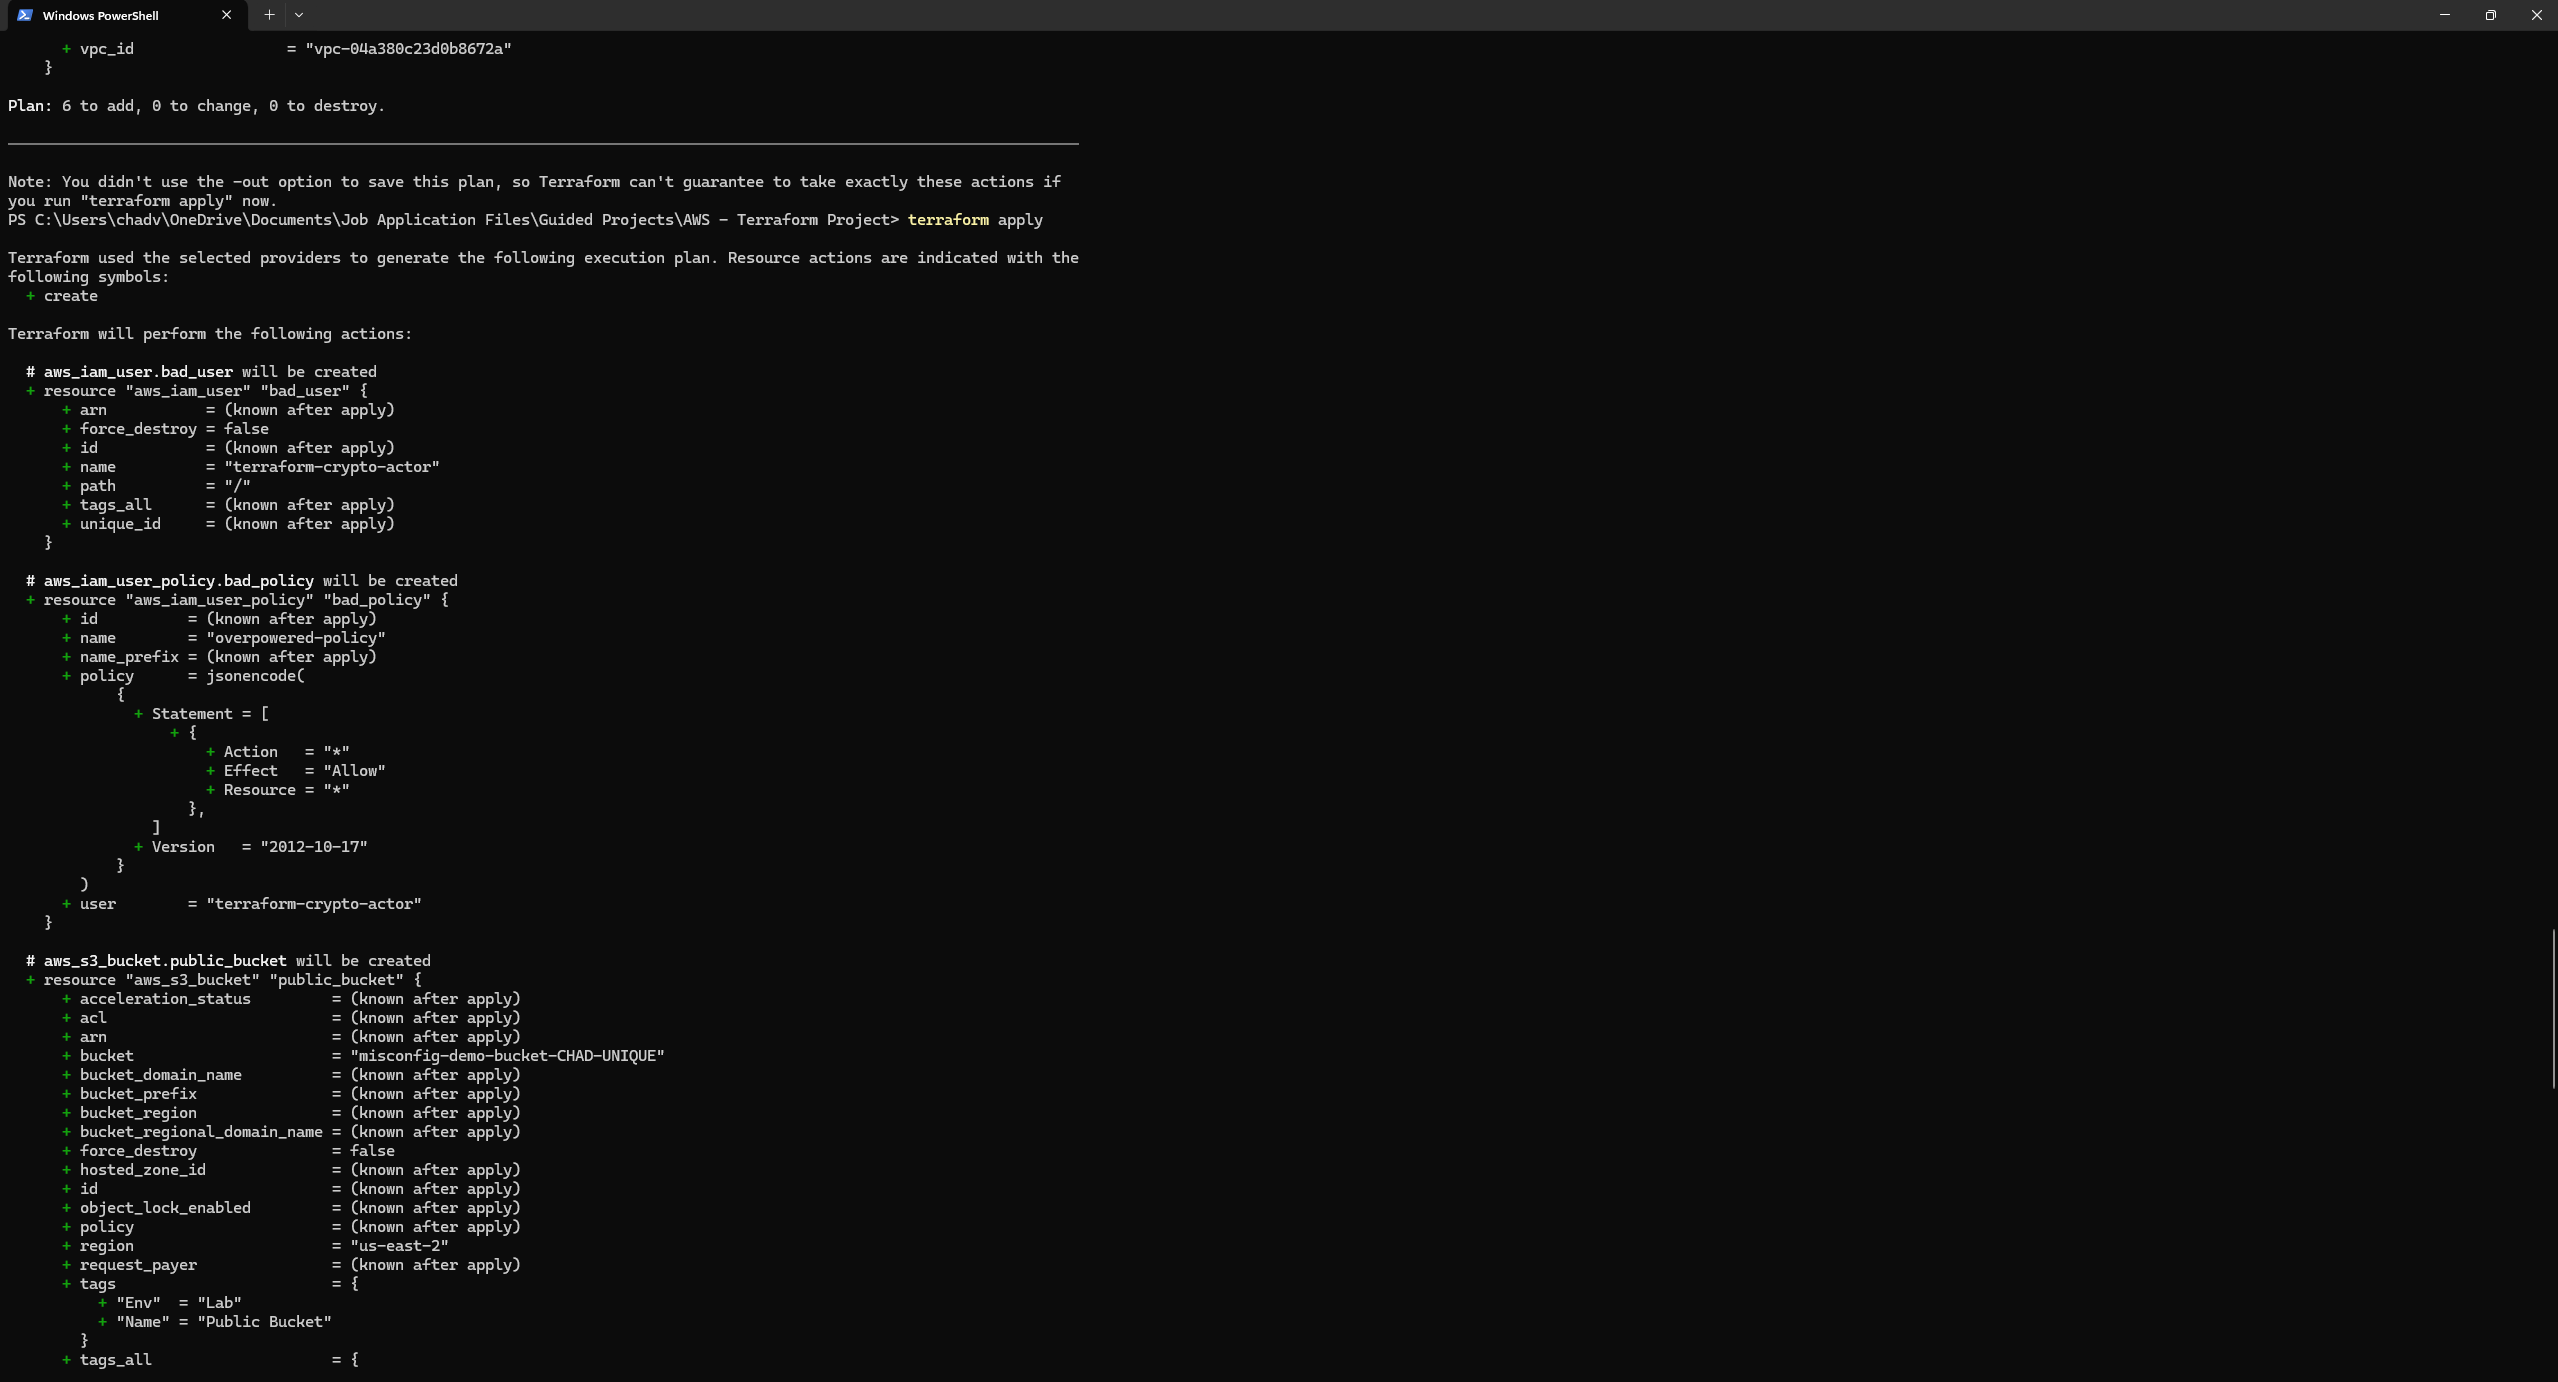 Windows PowerShell
+ vpc_id                 = "vpc-04a380c23d0b8672a"
}
Plan: 6 to add, 0 to change, 0 to destroy.
Note: You didn't use the -out option to save this plan, so Terraform can't guarantee to take exactly these actions if
you run "terraform apply" now.
PS C:\Users\chadv\OneDrive\Documents\Job Application Files\Guided Projects\AWS - Terraform Project> terraform apply
Terraform used the selected providers to generate the following execution plan. Resource actions are indicated with the
following symbols:
  + create
Terraform will perform the following actions:
  # aws_iam_user.bad_user will be created
  + resource "aws_iam_user" "bad_user" {
      + arn           = (known after apply)
      + force_destroy = false
      + id            = (known after apply)
      + name          = "terraform-crypto-actor"
      + path          = "/"
      + tags_all      = (known after apply)
      + unique_id     = (known after apply)
    }
  # aws_iam_user_policy.bad_policy will be created
  + resource "aws_iam_user_policy" "bad_policy" {
      + id          = (known after apply)
      + name        = "overpowered-policy"
      + name_prefix = (known after apply)
      + policy      = jsonencode(
            {
              + Statement = [
                  + {
                      + Action   = "*"
                      + Effect   = "Allow"
                      + Resource = "*"
                    },
                ]
              + Version   = "2012-10-17"
            }
        )
      + user        = "terraform-crypto-actor"
    }
  # aws_s3_bucket.public_bucket will be created
  + resource "aws_s3_bucket" "public_bucket" {
      + acceleration_status         = (known after apply)
      + acl                         = (known after apply)
      + arn                         = (known after apply)
      + bucket                      = "misconfig-demo-bucket-CHAD-UNIQUE"
      + bucket_domain_name          = (known after apply)
      + bucket_prefix               = (known after apply)
      + bucket_region               = (known after apply)
      + bucket_regional_domain_name = (known after apply)
      + force_destroy               = false
      + hosted_zone_id              = (known after apply)
      + id                          = (known after apply)
      + object_lock_enabled         = (known after apply)
      + policy                      = (known after apply)
      + region                      = "us-east-2"
      + request_payer               = (known after apply)
      + tags                        = {
          + "Env"  = "Lab"
          + "Name" = "Public Bucket"
        }
      + tags_all                    = {